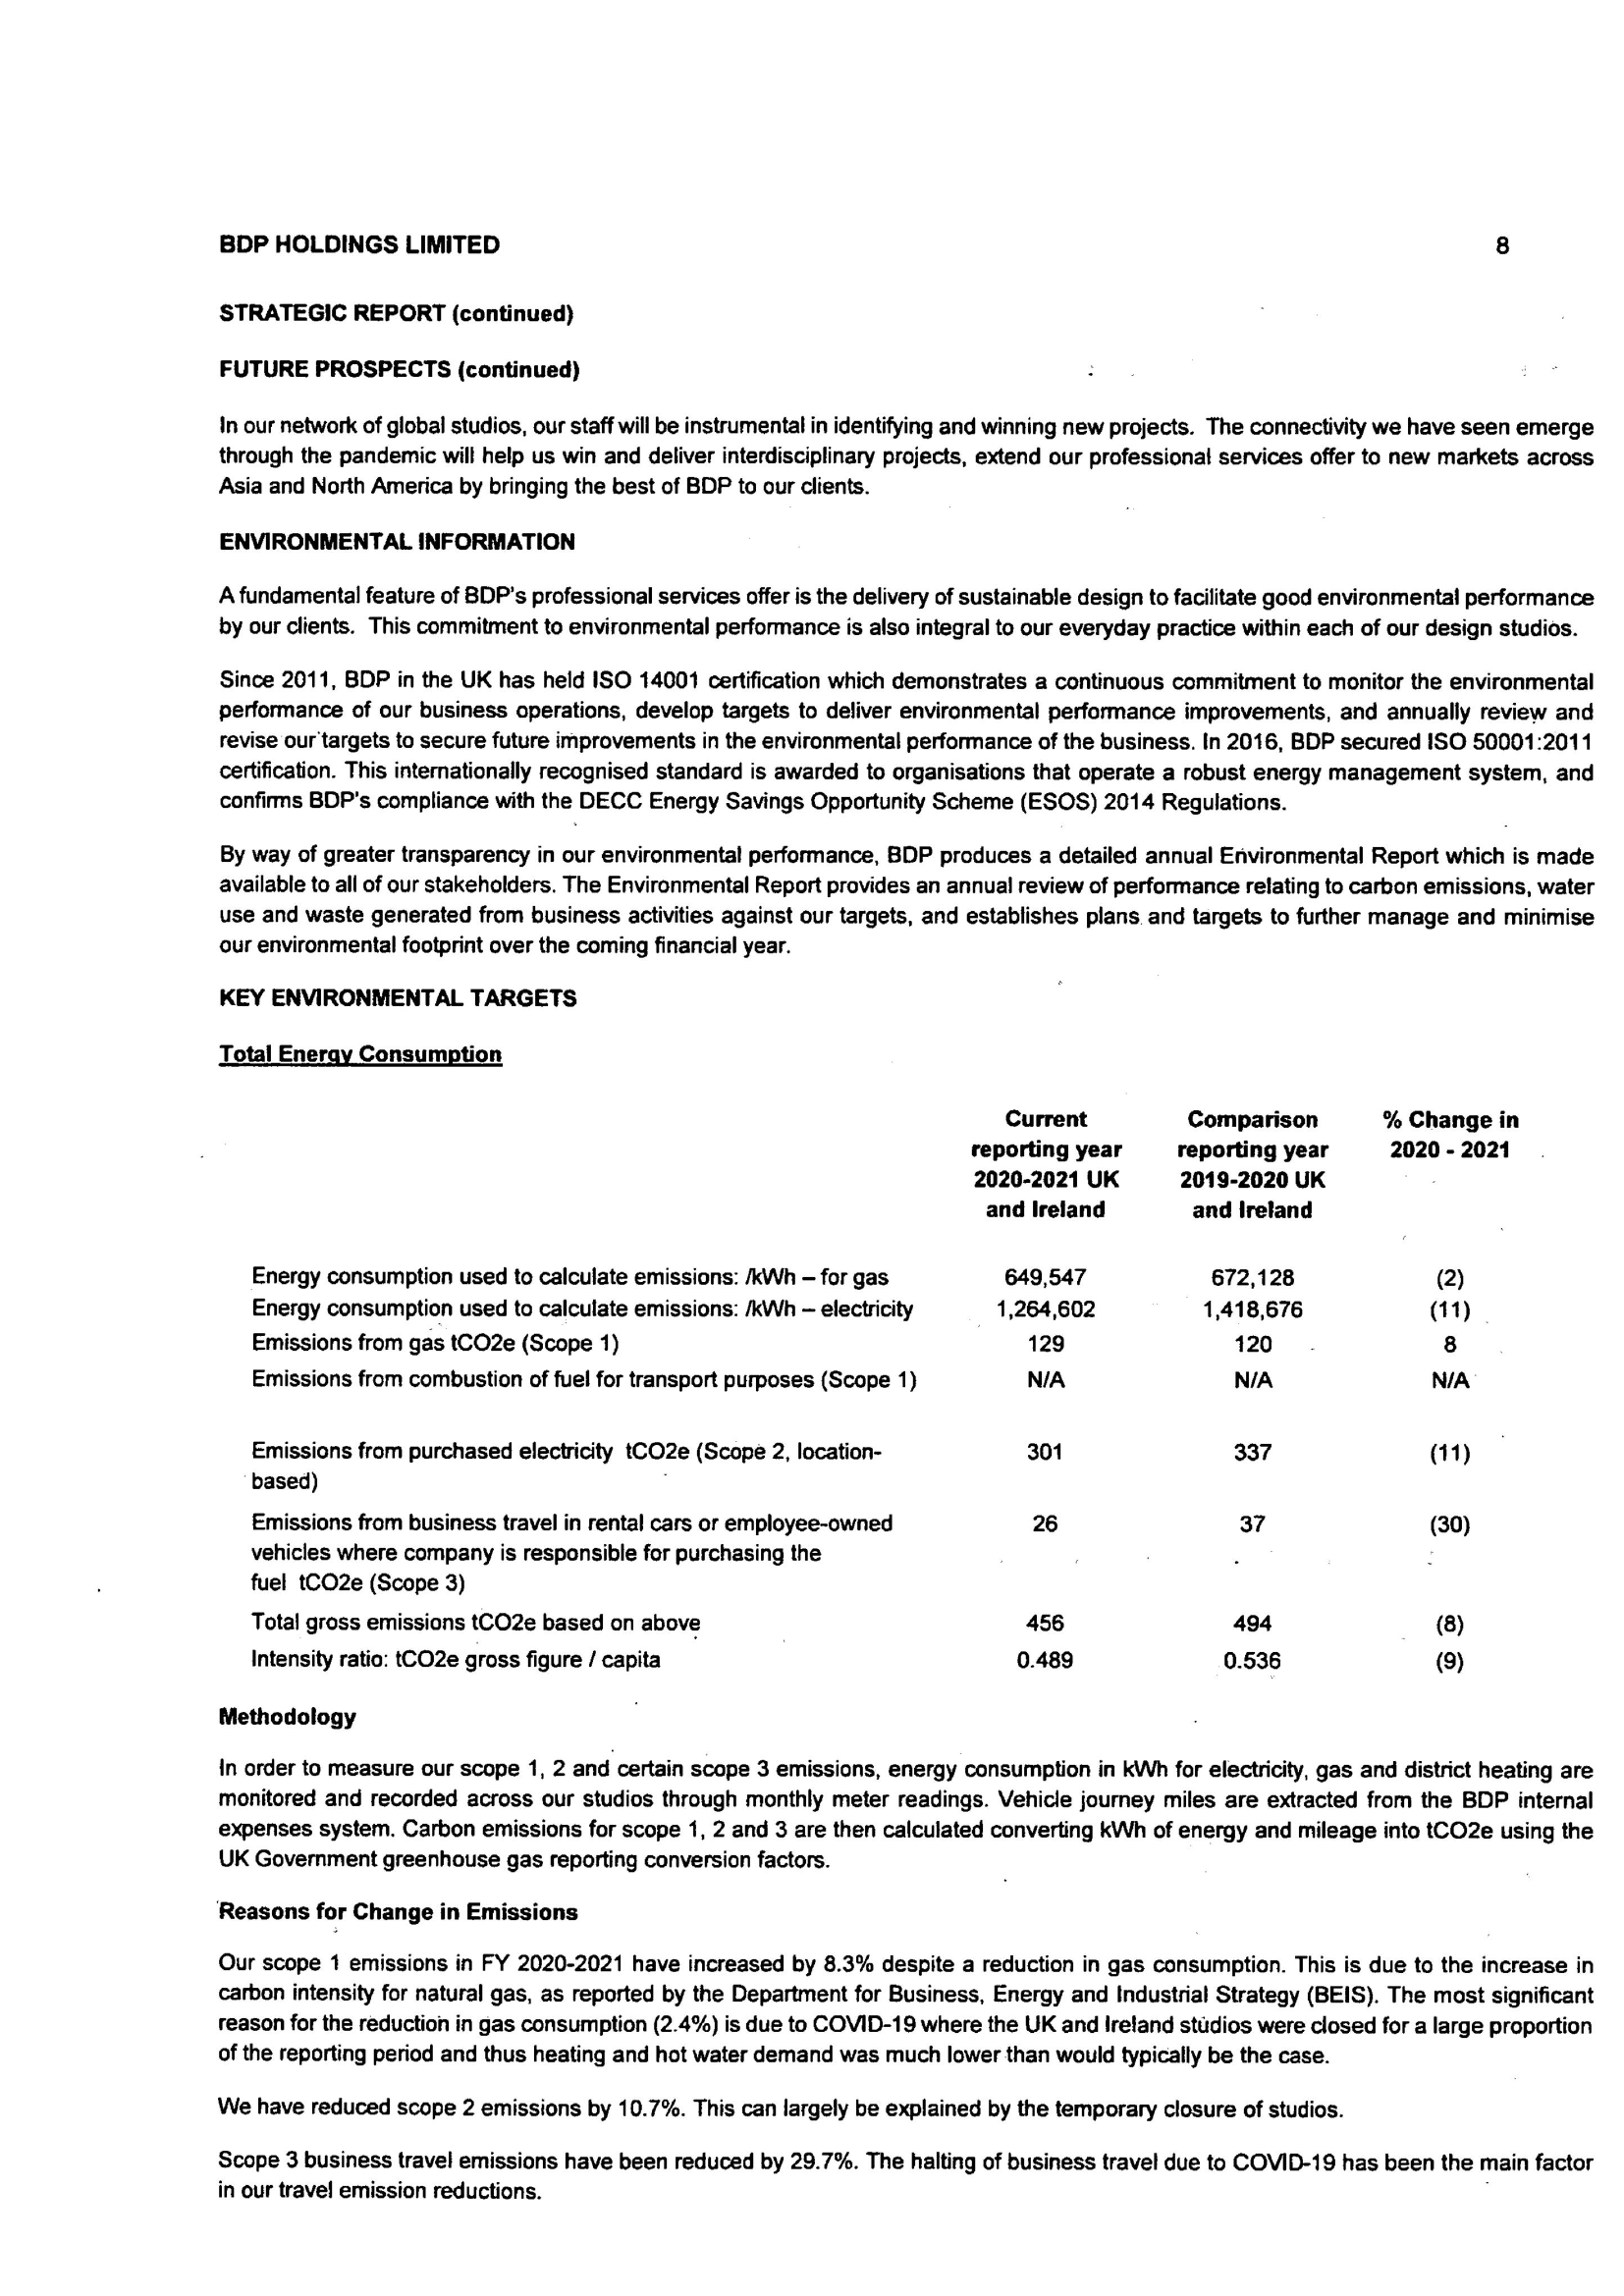 BDP HOLDINGS LIMITED 8
STRATEGIC REPORT (continued)
FUTURE PROSPECTS (continued)
In our network of global studios, our staff will be instrumental in identifying and winning new projects. The connectivity we have seen emerge
through the pandemic will help us win and deliver interdisciplinary projects, extend our professional services offer to new markets across
Asia and North America by bringing the best of BDP to our clients.
ENVIRONMENTAL INFORMATION
A fundamental feature of BDP's professional services offer is the delivery of sustainable design to facilitate good environmental performance
by our clients. This commitment to environmental performance is also integral to our everyday practice within each of our design studios.
Since 2011, BDP in the UK has held ISO 14001 certification which demonstrates a continuous commitment to monitor the environmental
performance of our business operations, develop targets to deliver environmental performance improvements, and annually review and
revise our targets to secure future improvements in the environmental performance of the business. In 2016, BDP secured ISO 50001:2011
certification. This internationally recognised standard is awarded to organisations that operate a robust energy management system, and
confirms BDP's compliance with the DECC Energy Savings Opportunity Scheme (ESOS) 2014 Regulations.
By way of greater transparency in our environmental performance, BDP produces a detailed annual Environmental Report which is made
available to all of our stakeholders. The Environmental Report provides an annual review of performance relating to carbon emissions, water
use and waste generated from business activities against our targets, and establishes plans and targets to further manage and minimise
our environmental footprint over the coming financial year.
KEY ENVIRONMENTAL TARGETS
Total Energy Consumption
Current Comparison % Change in
reporting year reporting year 2020 - 2021
2020-2021 UK 2019-2020 UK
and Ireland and Ireland
Energy consumption used to calculate emissions: /kWh – for gas 649,547 672,128 (2)
Energy consumption used to calculate emissions: /kWh – electricity 1,264,602 1,418,676 (11)
Emissions from gas tCO2e (Scope 1) 129 120 8
Emissions from combustion of fuel for transport purposes (Scope 1) N/A N/A N/A
Emissions from purchased electricity tCO2e (Scope 2, location- 301 337 (11)
based)
Emissions from business travel in rental cars or employee-owned 26 37 (30)
vehicles where company is responsible for purchasing the
fuel tCO2e (Scope 3)
Total gross emissions tCO2e based on above 456 494 (8)
Intensity ratio: tCO2e gross figure / capita 0.489 0.536 (9)
Methodology
In order to measure our scope 1, 2 and certain scope 3 emissions, energy consumption in kWh for electricity, gas and district heating are
monitored and recorded across our studios through monthly meter readings. Vehicle journey miles are extracted from the BDP internal
expenses system. Carbon emissions for scope 1, 2 and 3 are then calculated converting kWh of energy and mileage into tCO2e using the
UK Government greenhouse gas reporting conversion factors.
Reasons for Change in Emissions
Our scope 1 emissions in FY 2020-2021 have increased by 8.3% despite a reduction in gas consumption. This is due to the increase in
carbon intensity for natural gas, as reported by the Department for Business, Energy and Industrial Strategy (BEIS). The most significant
reason for the reduction in gas consumption (2.4%) is due to COVID-19 where the UK and Ireland studios were closed for a large proportion
of the reporting period and thus heating and hot water demand was much lower than would typically be the case.
We have reduced scope 2 emissions by 10.7%. This can largely be explained by the temporary closure of studios.
Scope 3 business travel emissions have been reduced by 29.7%. The halting of business travel due to COVID-19 has been the main factor
in our travel emission reductions.